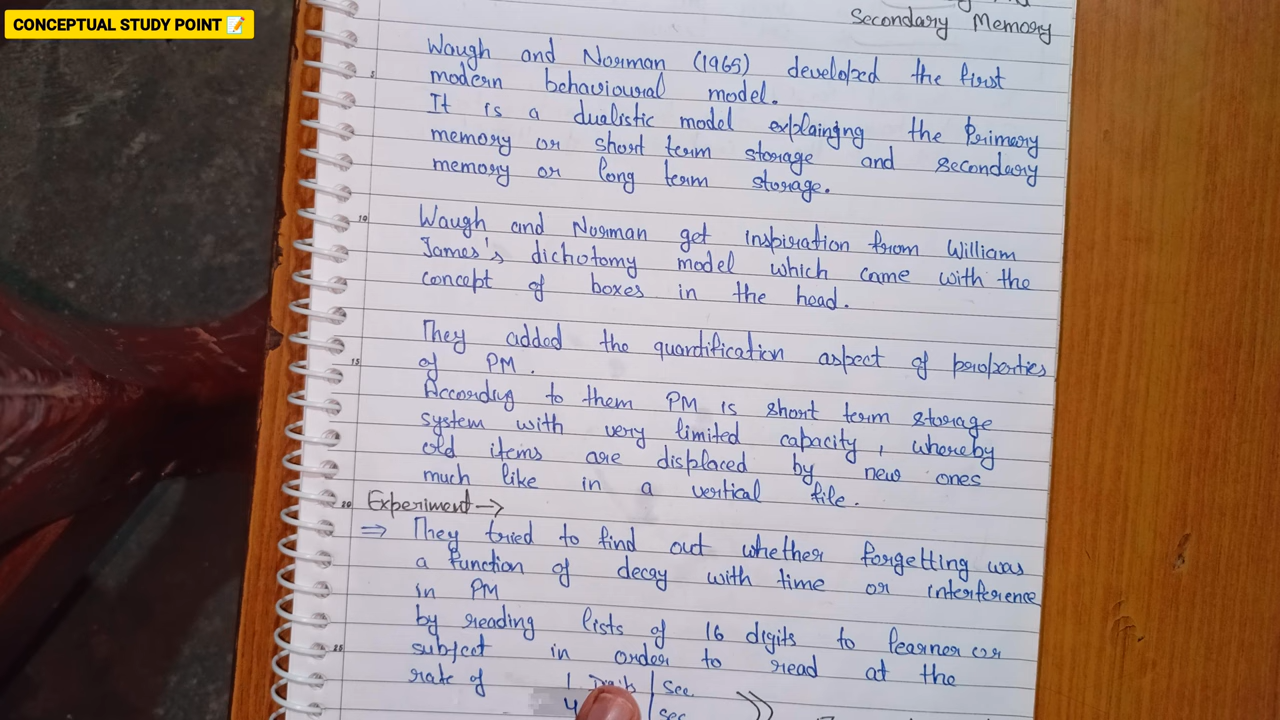 CONCEPTUAL STUDY POINT 📝
Secondary Memory
Waugh and Norman (1965) developed the first
modern behavioural model.
It is a dualistic model explaingng the Primary
memory or short term storage and secondary
memory or long term storage.
Waugh and Norman get inspiration from William
James's dichotomy model which came with the
concept of boxes in the head.
They added the quantification aspect of properties
of PM.
According to them PM is short term storage
system with very limited capacity, whereby
old items are displaced by new ones
much like in a vertical file.
Experiment →
⇒ They tried to find out whether forgetting was
a function of decay with time or interference
in PM
by reading lists of 16 digits to learner or
subject in order to read at the
rate of 1 / sec
4 sec